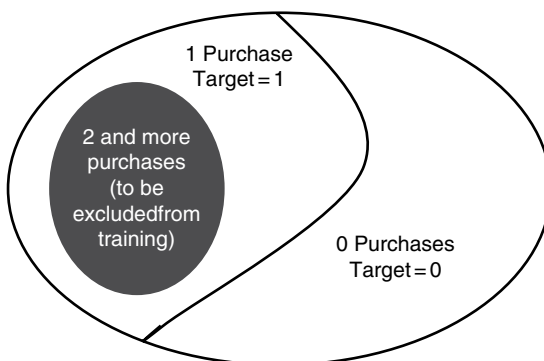 1 Purchase
Target = 1
2 and more
purchases
(to be
excludedfrom
training)
0 Purchases
Target = 0